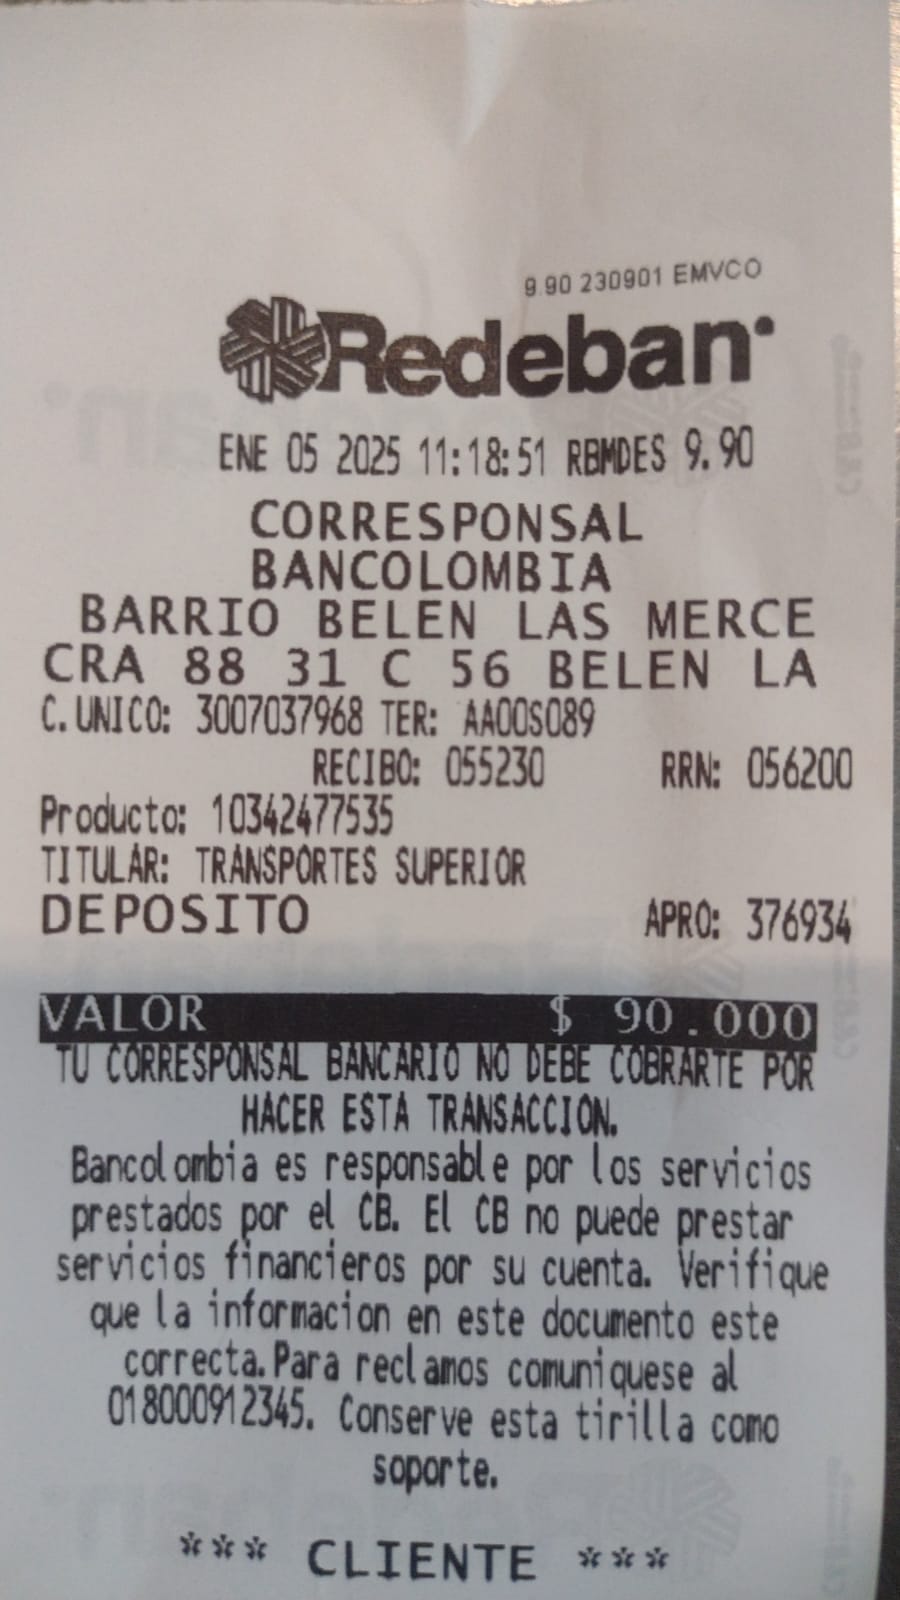 9.90 230901 EMVCO
Redeban
ENE 05 2025 11:18:51 RBMDES 9.90
CORRESPONSAL
BANCOLOMBIA
BARRIO BELEN LAS MERCE
CRA 88 31 C 56 BELEN LA
C. UNICO: 3007037968 TER: AA00S089
RECIBO: 055230 RRN: 056200
Producto: 10342477535
TITULAR: TRANSPORTES SUPERIOR
DEPOSITO APRO: 376934
VALOR $ 90.000
TU CORRESPONSAL BANCARIO NO DEBE COBRARTE POR
HACER ESTA TRANSACCION.
Bancolombia es responsable por los servicios
prestados por el CB. El CB no puede prestar
servicios financieros por su cuenta. Verifique
que la informacion en este documento este
correcta.Para reclamos comuniquese al
018000912345. Conserve esta tirilla como
soporte.
*** CLIENTE ***